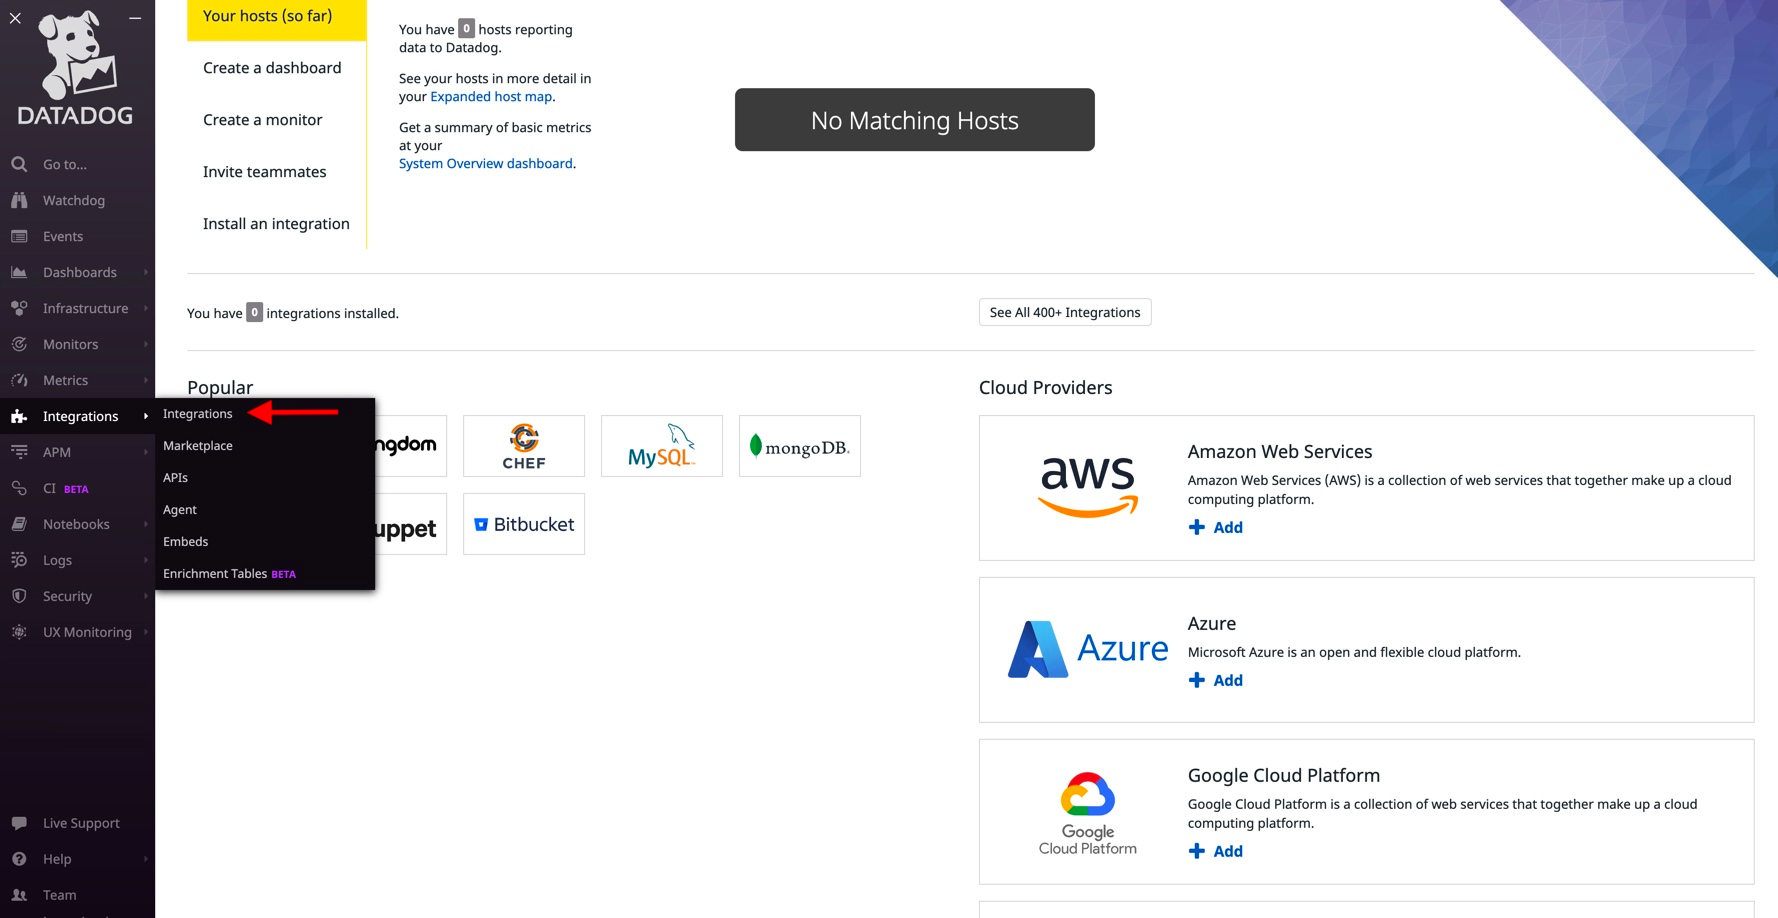 DATADOG
Go to...
Watchdog
Events
Dashboards
Infrastructure
Monitors
Metrics
Integrations
APM
CI BETA
Notebooks
Logs
Security
UX Monitoring
Live Support
Help
Team
Integrations
Marketplace
APIs
Agent
Embeds
Enrichment Tables BETA
Your hosts (so far)
Create a dashboard
Create a monitor
Invite teammates
Install an integration
You have 0 hosts reporting
data to Datadog.
See your hosts in more detail in
your Expanded host map.
Get a summary of basic metrics
at your
System Overview dashboard.
No Matching Hosts
You have 0 integrations installed.
See All 400+ Integrations
Popular
ngdom
CHEF
MySQL
mongoDB.
uppet
Bitbucket
Cloud Providers
aws
Amazon Web Services
Amazon Web Services (AWS) is a collection of web services that together make up a cloud
computing platform.
Add
Azure
Azure
Microsoft Azure is an open and flexible cloud platform.
Add
Google
Cloud Platform
Google Cloud Platform
Google Cloud Platform is a collection of web services that together make up a cloud
computing platform.
Add